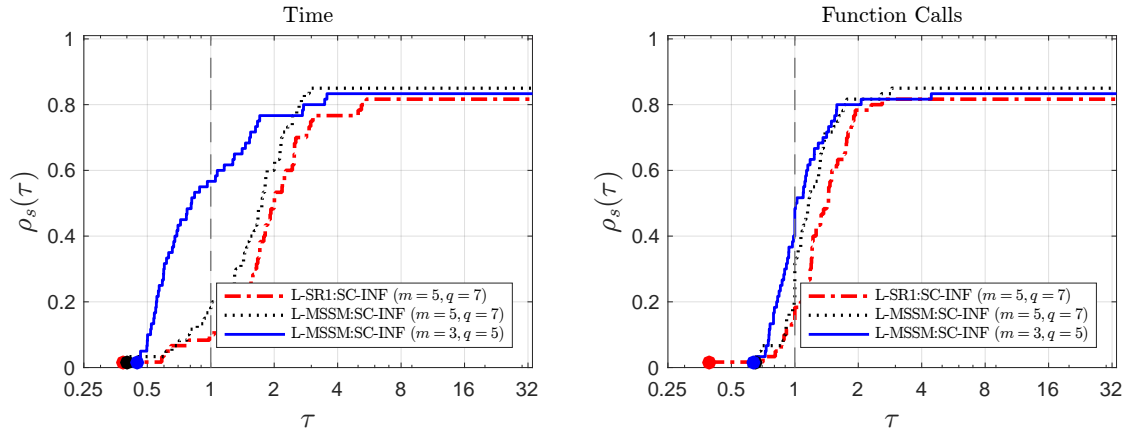 Time
1
0.8
0.6
0.4
0.2
0
ρs(τ)
0.25 0.5 1 2 4 8 16 32
τ
L-SR1:SC-INF (m = 5, q = 7)
L-MSSM:SC-INF (m = 5, q = 7)
L-MSSM:SC-INF (m = 3, q = 5)
Function Calls
1
0.8
0.6
0.4
0.2
0
ρs(τ)
0.25 0.5 1 2 4 8 16 32
τ
L-SR1:SC-INF (m = 5, q = 7)
L-MSSM:SC-INF (m = 5, q = 7)
L-MSSM:SC-INF (m = 3, q = 5)